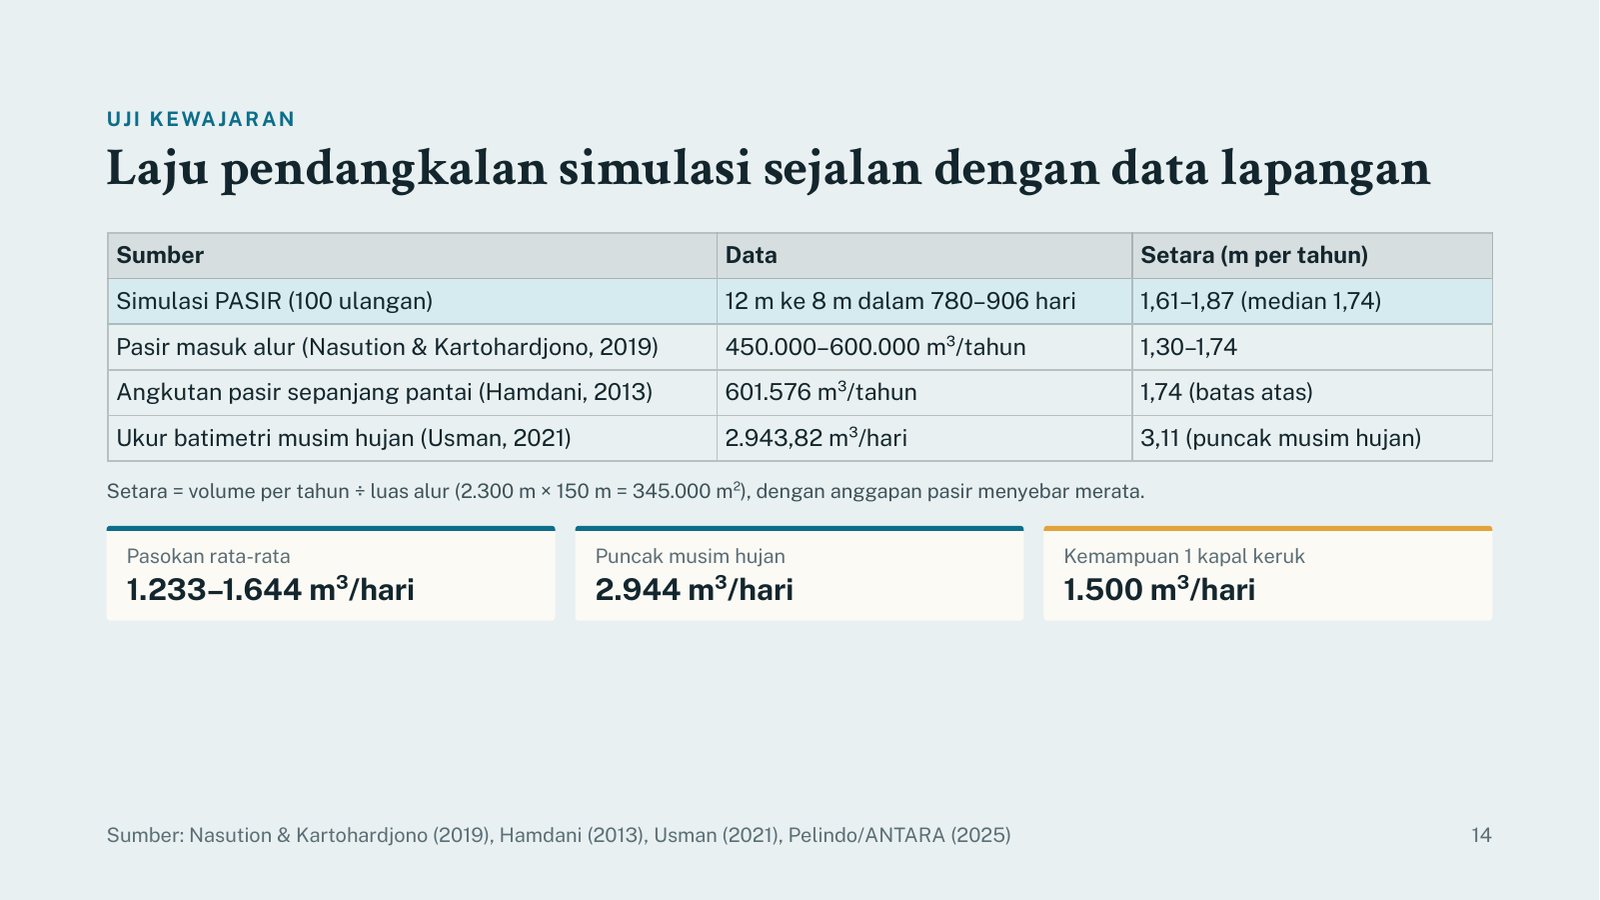 UJI KEWAJARAN
Laju pendangkalan simulasi sejalan dengan data lapangan
Sumber Data Setara (m per tahun)
Simulasi PASIR (100 ulangan) 12 m ke 8 m dalam 780–906 hari 1,61–1,87 (median 1,74)
Pasir masuk alur (Nasution & Kartohardjono, 2019) 450.000–600.000 m³/tahun 1,30–1,74
Angkutan pasir sepanjang pantai (Hamdani, 2013) 601.576 m³/tahun 1,74 (batas atas)
Ukur batimetri musim hujan (Usman, 2021) 2.943,82 m³/hari 3,11 (puncak musim hujan)
Setara = volume per tahun ÷ luas alur (2.300 m × 150 m = 345.000 m²), dengan anggapan pasir menyebar merata.
Pasokan rata-rata
1.233–1.644 m³/hari
Puncak musim hujan
2.944 m³/hari
Kemampuan 1 kapal keruk
1.500 m³/hari
Sumber: Nasution & Kartohardjono (2019), Hamdani (2013), Usman (2021), Pelindo/ANTARA (2025)
14